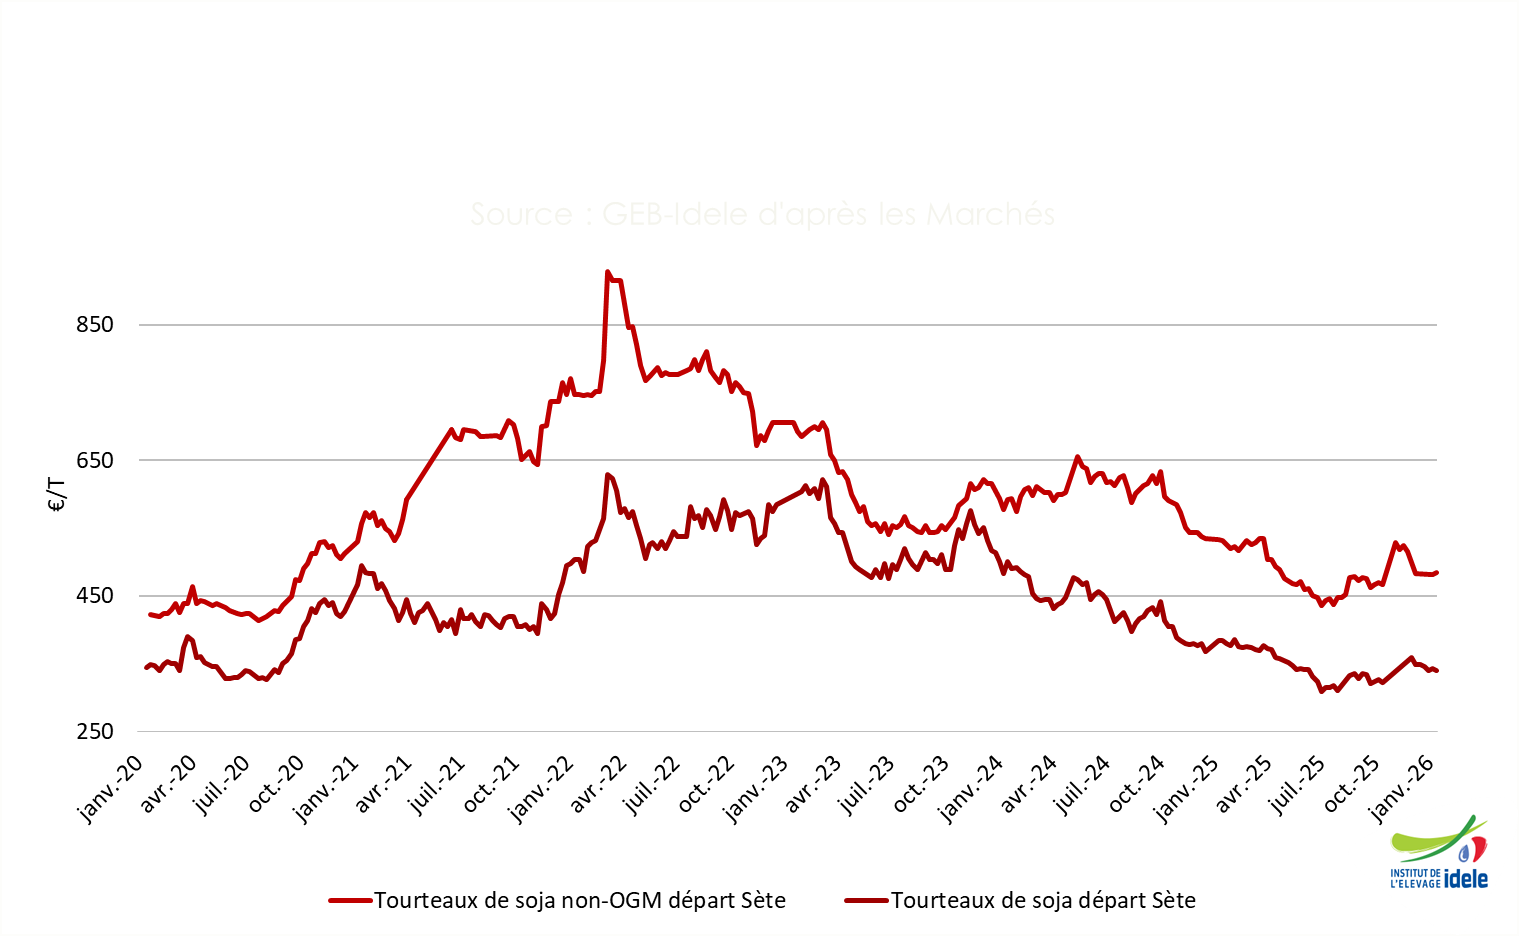 Source : GEB-Idele d'après les Marchés
850
650
450
250
€/T
janv.-20
avr.-20
juil.-20
oct.-20
janv.-21
avr.-21
juil.-21
oct.-21
janv.-22
avr.-22
juil.-22
oct.-22
janv.-23
avr.-23
juil.-23
oct.-23
janv.-24
avr.-24
juil.-24
oct.-24
janv.-25
avr.-25
juil.-25
oct.-25
janv.-26
INSTITUT DE
L'ELEVAGE idele
Tourteaux de soja non-OGM départ Sète
Tourteaux de soja départ Sète